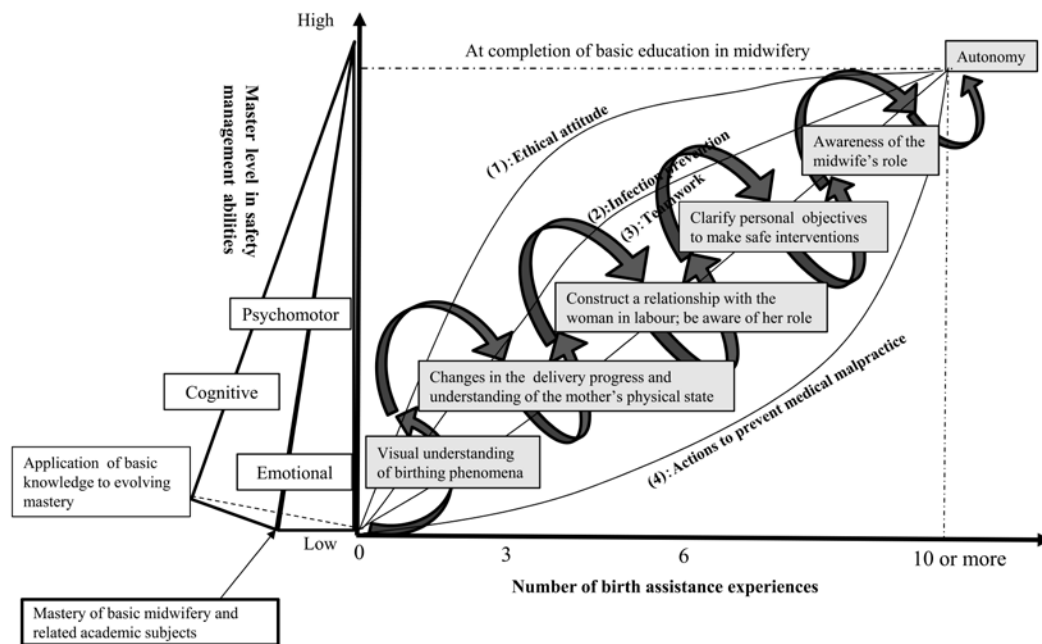 High
At completion of basic education in midwifery
Autonomy
Master level in safety
management abilities
(1): Ethical attitude
Awareness of the
midwife's role
(2):Infection prevention
(3): Teamwork
Clarify personal objectives
to make safe interventions
Psychomotor
Construct a relationship with the
woman in labour; be aware of her role
Cognitive
Changes in the delivery progress and
understanding of the mother's physical state
(4): Actions to prevent medical malpractice
Application of basic
knowledge to evolving
mastery
Emotional
Visual understanding
of birthing phenomena
Low
0
3
6
10 or more
Number of birth assistance experiences
Mastery of basic midwifery and
related academic subjects